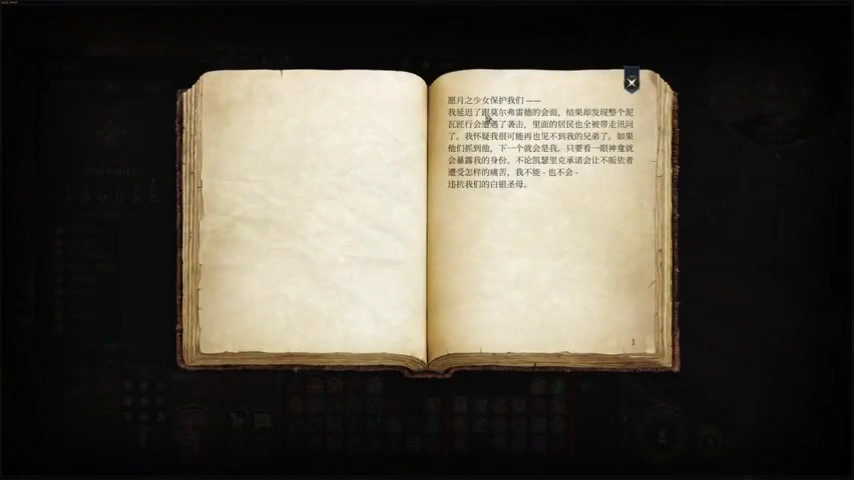 愿月之少女保护我们 ——
我延迟了跟莫尔弗雷德的会面，结果却发现整个泥
瓦匠行会遭遇了袭击，里面的居民也全被带走讯问
了。我怀疑我很可能再也见不到我的兄弟了。如果
他们抓到他，下一个就会是我。只要看一眼神龛就
会暴露我的身份。不论凯瑟里克承诺会让不皈依者
遭受怎样的痛苦，我不能 - 也不会 -
违抗我们的白银圣母。
1